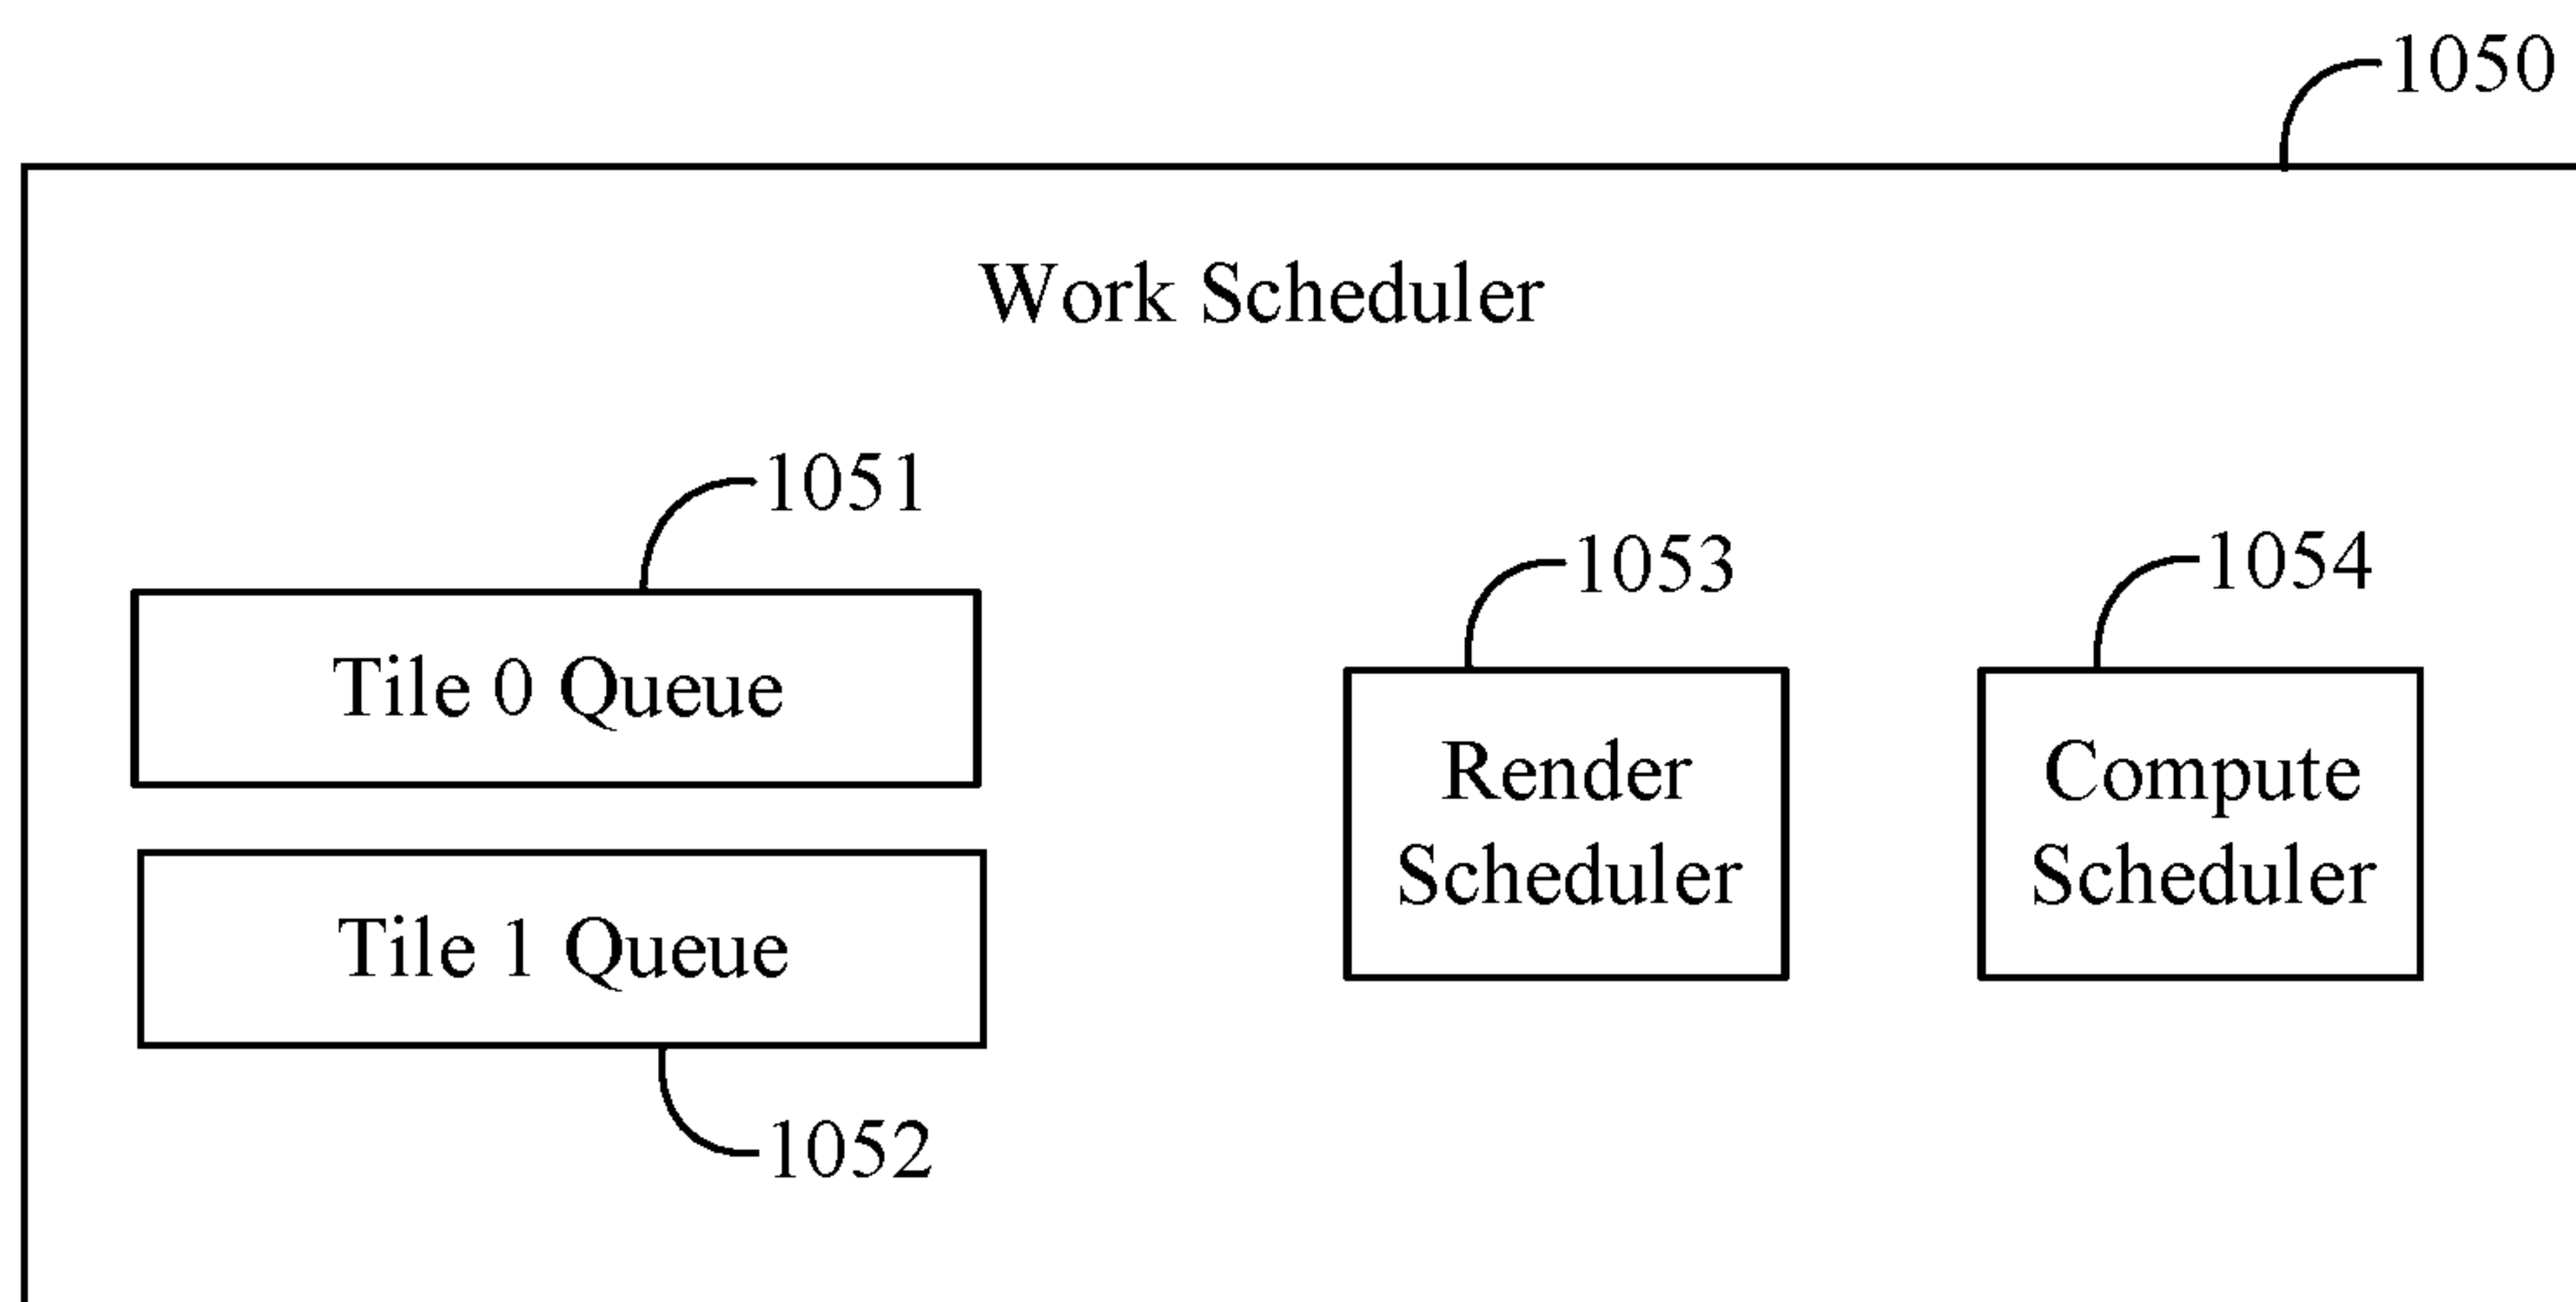 1050
Work Scheduler
1051
Tile 0 Queue
Tile 1 Queue
1052
1053
Render
Scheduler
1054
Compute
Scheduler